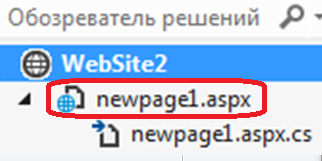 Обозреватель решений
WebSite2
newpage1.aspx
newpage1.aspx.cs